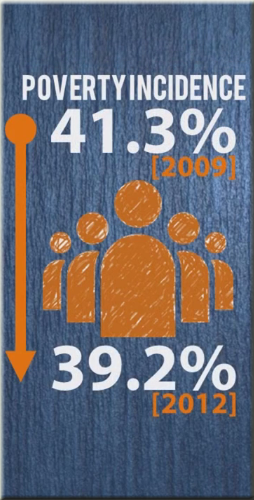 POVERTY INCIDENCE
41.3%
[2009]
39.2%
[2012]